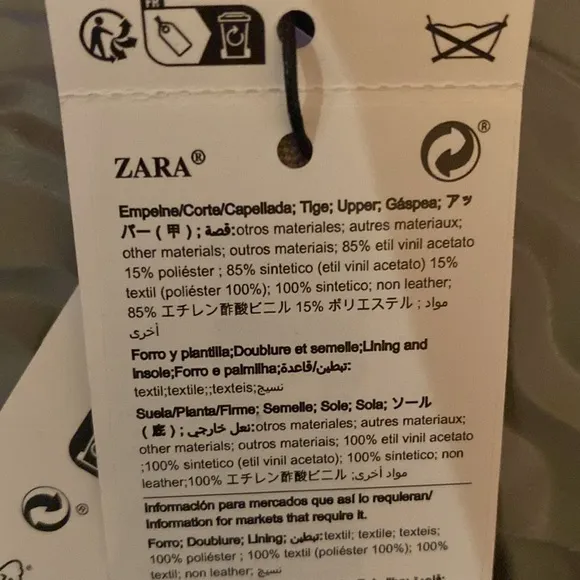 FR
ZARA®
®
Empeine/Corte/Capellada; Tige; Upper; Gáspea; アッ
パー ( 甲 ) ; قصة:otros materiales; autres materiaux;
other materials; outros materiais; 85% etil vinil acetato
15% poliéster ; 85% sintetico (etil vinil acetato) 15%
textil (poliéster 100%); 100% sintetico; non leather;
85% エチレン酢酸ビニル 15% ポリエステル ; مواد
أخرى
Forro y plantilla;Doublure et semelle;Lining and
Insole;Forro e palmilha;تبطين/قاعدة:
textil;textile;;texteis;نسيج
Suela/Planta/Firme; Semelle; Sole; Sola; ソール
( 底 ) ; نعل خارجي:otros materiales; autres materiaux;
other materials; outros materiais; 100% etil vinil acetato
;100% sintetico (etil vinil acetato); 100% sintetico; non
leather;100% エチレン酢酸ビニル ;مواد أخرى
Información para mercados que así lo requieran/
Information for markets that require it.
Forro; Doublure; Lining; تبطين:textil; textile; texteis;
100% poliéster ; 100% textil (poliéster 100%); 100%
textil; non leather; نسيج
®